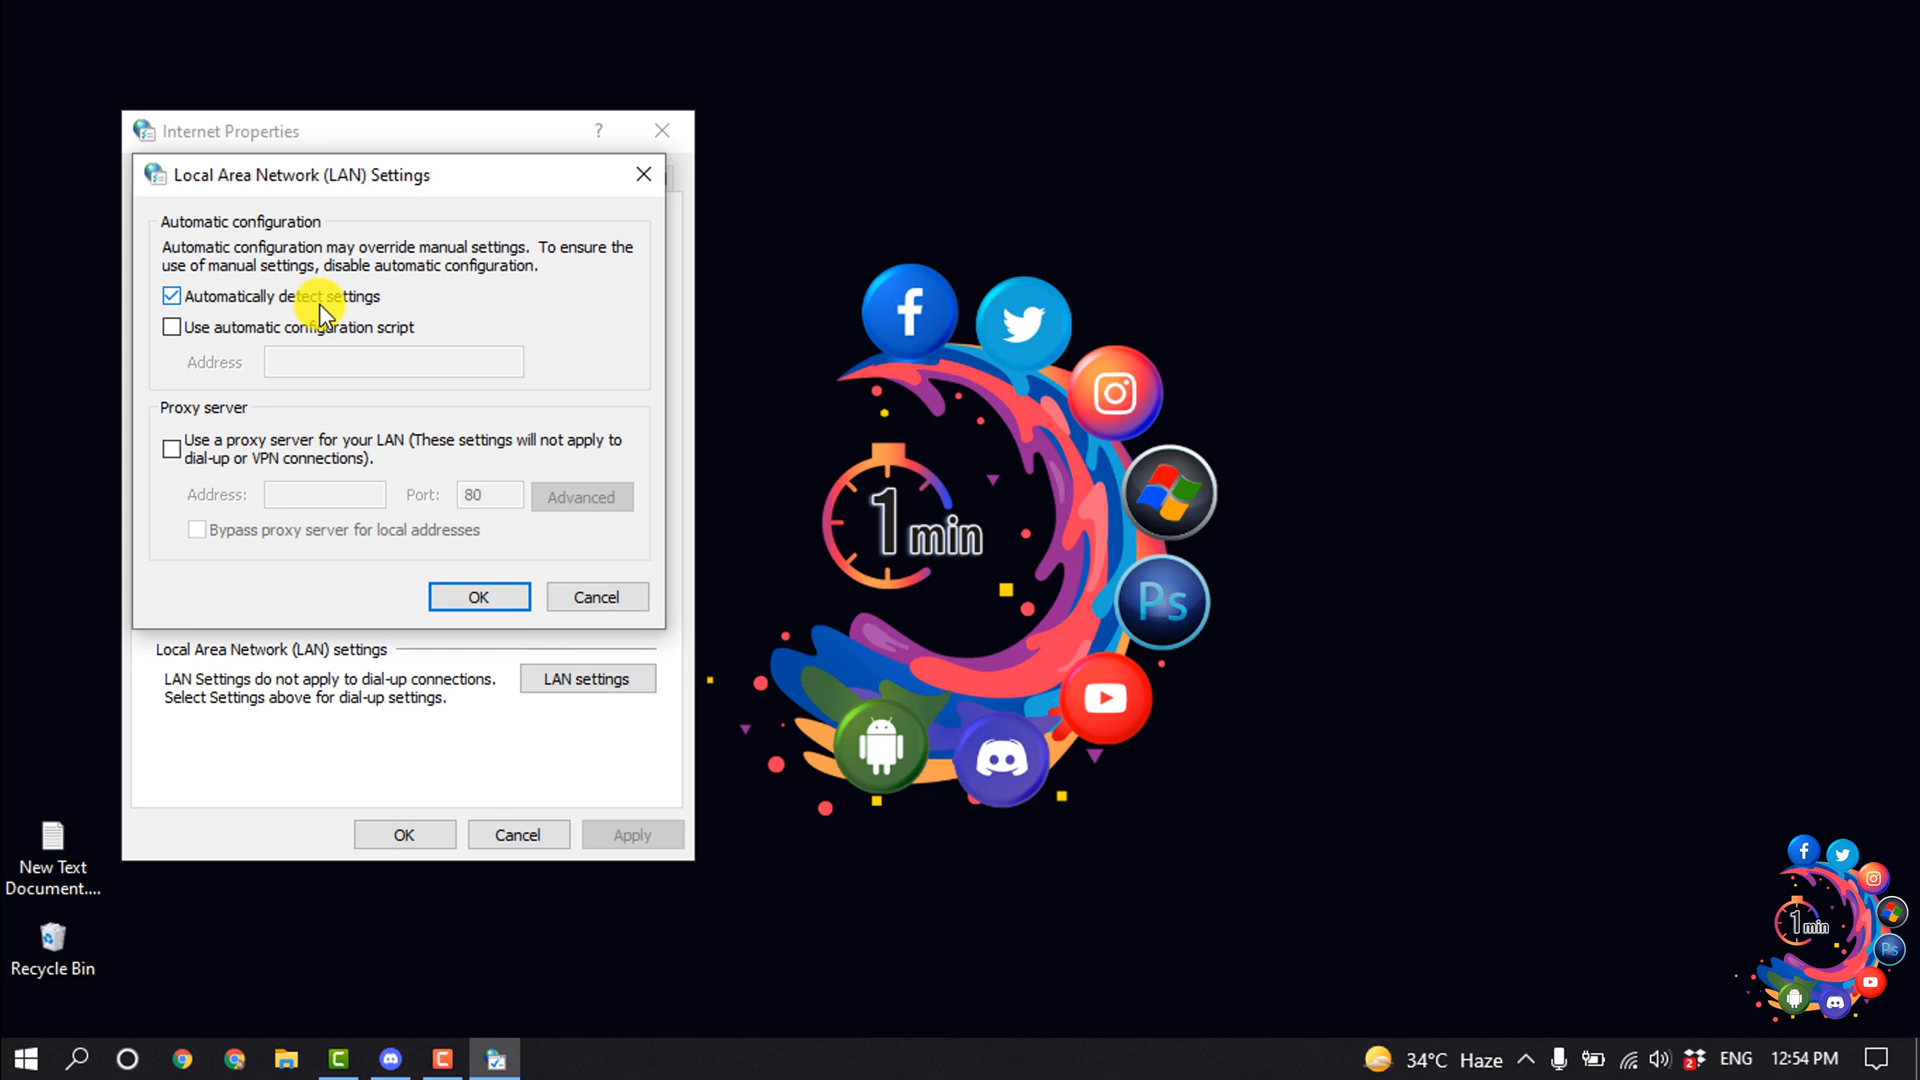 Internet Properties
?
Local Area Network (LAN) Settings
Automatic configuration
Automatic configuration may override manual settings. To ensure the
use of manual settings, disable automatic configuration.
Automatically detect settings
Use automatic configuration script
Address
Proxy server
Use a proxy server for your LAN (These settings will not apply to
dial-up or VPN connections).
Address:
Port: 80
Advanced
Bypass proxy server for local addresses
OK
Cancel
Local Area Network (LAN) settings
LAN Settings do not apply to dial-up connections.
Select Settings above for dial-up settings.
LAN settings
OK
Cancel
Apply
1 min
Ps
New Text
Document....
Recycle Bin
1 min
Ps
34°C Haze
2
ENG
12:54 PM